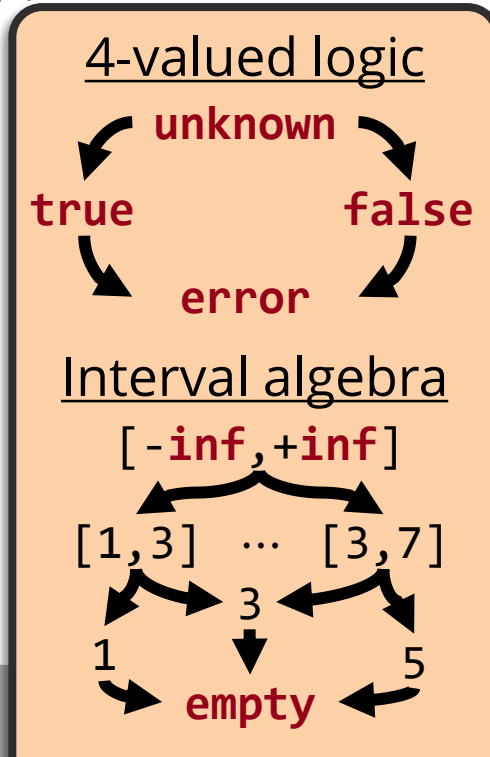 4-valued logic
unknown
true false
error
Interval algebra
[-inf,+inf]
[1,3] ... [3,7]
3
1 5
empty